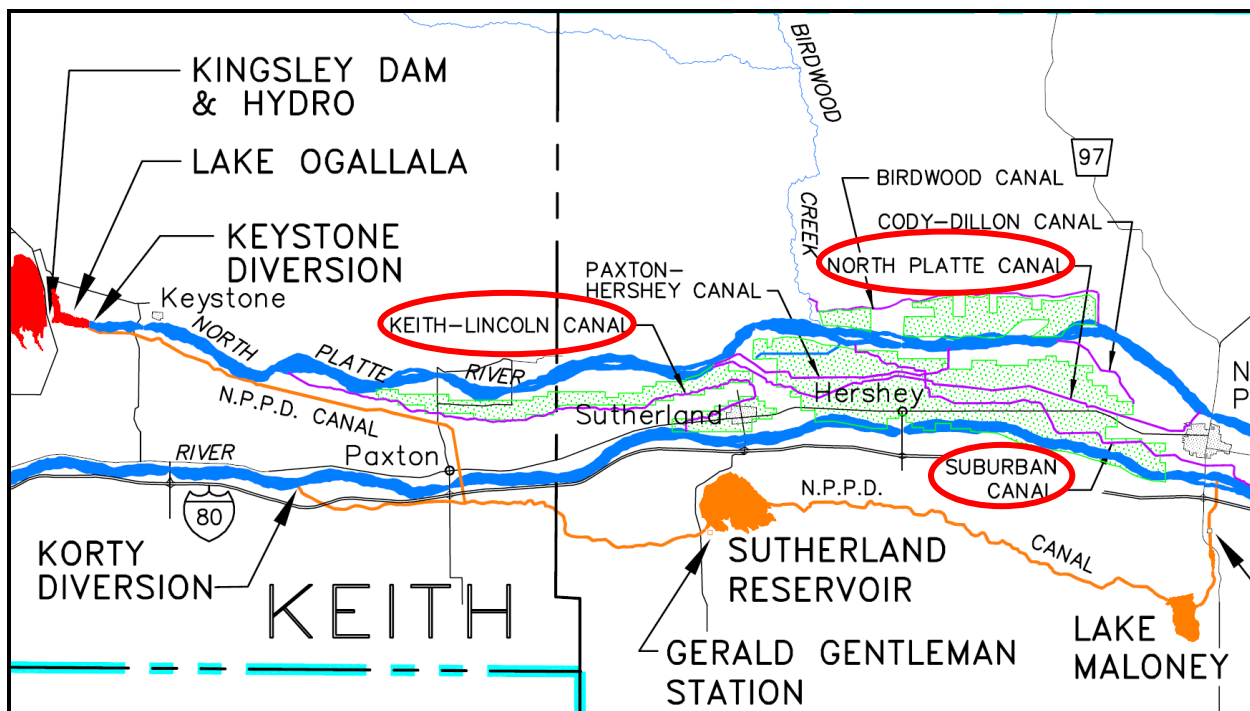 KINGSLEY DAM
& HYDRO
LAKE OGALLALA
KEYSTONE
DIVERSION
Keystone
BIRDWOOD
CREEK
97
BIRDWOOD CANAL
CODY-DILLON CANAL
NORTH PLATTE CANAL
PAXTON-
HERSHEY CANAL
KEITH-LINCOLN CANAL
NORTH PLATTE RIVER
N.P.P.D. CANAL
Sutherland
Hershey
N
P
RIVER
Paxton
80
SUBURBAN
CANAL
N.P.P.D. CANAL
KORTY
DIVERSION
SUTHERLAND
RESERVOIR
KEITH
GERALD GENTLEMAN
STATION
LAKE
MALONEY